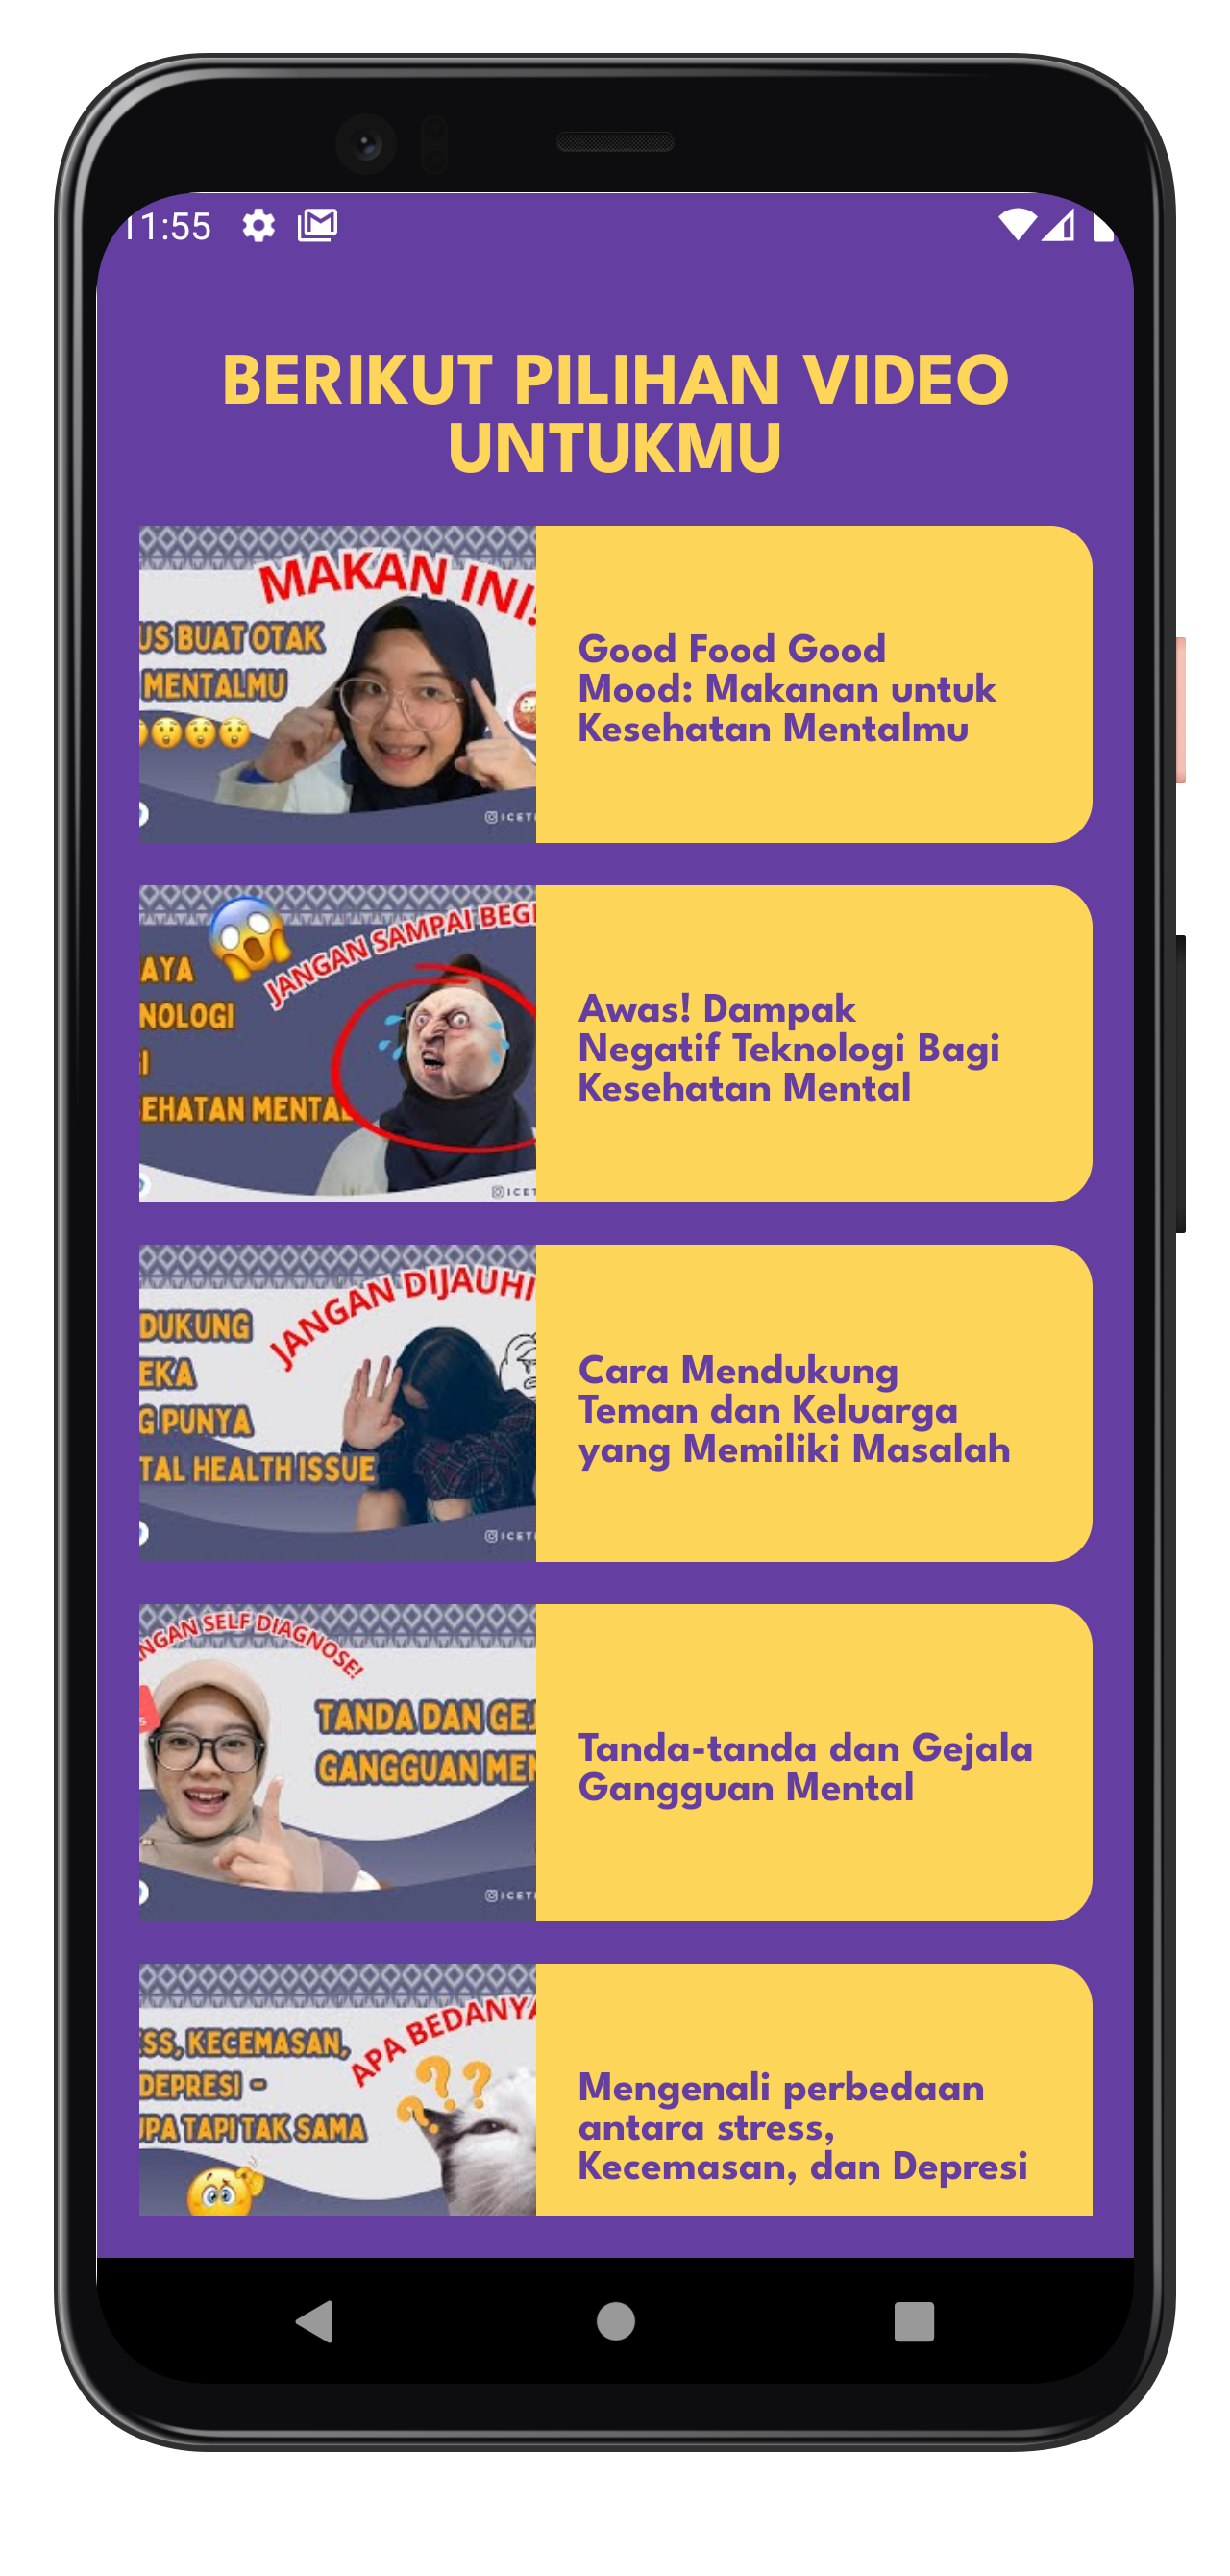 11:55
BERIKUT PILIHAN VIDEO
UNTUKMU
MAKAN INI!
US BUAT OTAK
MENTALMU
ICET
Good Food Good
Mood: Makanan untuk
Kesehatan Mentalmu
JANGAN SAMPAI BEGI
AYA
NOLOGI
EHATAN MENTAL
ICET
Awas! Dampak
Negatif Teknologi Bagi
Kesehatan Mental
JANGAN DIJAUHI
DUKUNG
EKA
G PUNYA
TAL HEALTH ISSUE
ICET
Cara Mendukung
Teman dan Keluarga
yang Memiliki Masalah
NGAN SELF DIAGNOSE!
TANDA DAN GEJ
GANGGUAN MEN
ICET
Tanda-tanda dan Gejala
Gangguan Mental
APA BEDANYA
SS, KECEMASAN,
DEPRESI -
UPA TAPI TAK SAMA
Mengenali perbedaan
antara stress,
Kecemasan, dan Depresi